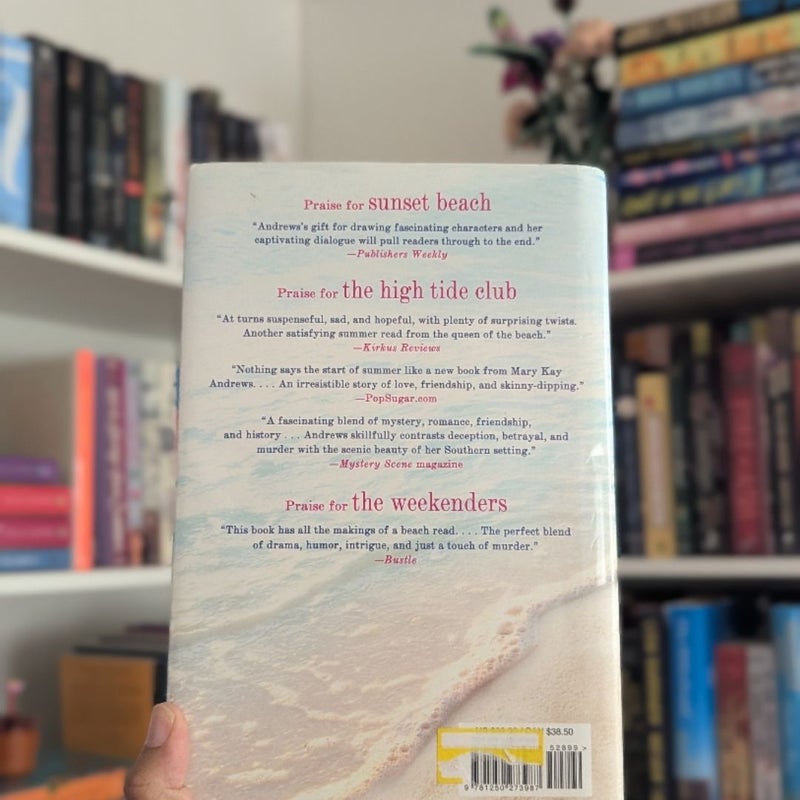 Praise for sunset beach
“Andrews’s gift for drawing fascinating characters and her
captivating dialogue will pull readers through to the end.”
—Publishers Weekly
Praise for the high tide club
“At turns suspenseful, sad, and hopeful, with plenty of surprising twists.
Another satisfying summer read from the queen of the beach.”
—Kirkus Reviews
“Nothing says the start of summer like a new book from Mary Kay
Andrews. . . . An irresistible story of love, friendship, and skinny-dipping.”
—PopSugar.com
“A fascinating blend of mystery, romance, friendship,
and history . . . Andrews skillfully contrasts deception, betrayal, and
murder with the scenic beauty of her Southern setting.”
—Mystery Scene magazine
Praise for the weekenders
“This book has all the makings of a beach read. . . . The perfect blend
of drama, humor, intrigue, and just a touch of murder.”
—Bustle
$38.50
52899 >
9 781250 273987